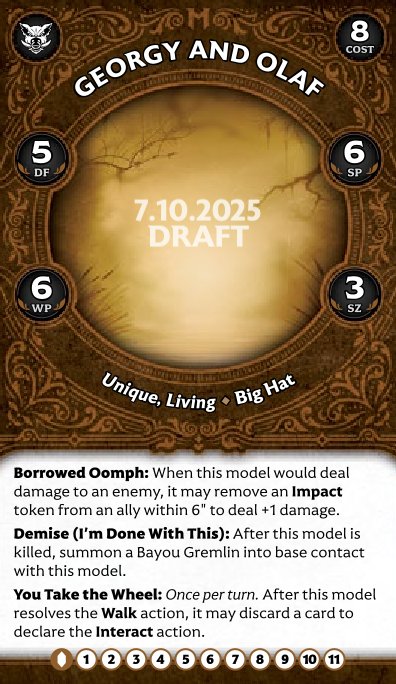 8
COST
GEORGY AND OLAF
5
DF
6
SP
7.10.2025
DRAFT
6
WP
3
SZ
Unique, Living ◆ Big Hat
Borrowed Oomph: When this model would deal
damage to an enemy, it may remove an Impact
token from an ally within 6" to deal +1 damage.
Demise (I'm Done With This): After this model is
killed, summon a Bayou Gremlin into base contact
with this model.
You Take the Wheel: Once per turn. After this model
resolves the Walk action, it may discard a card to
declare the Interact action.
1 2 3 4 5 6 7 8 9 10 11